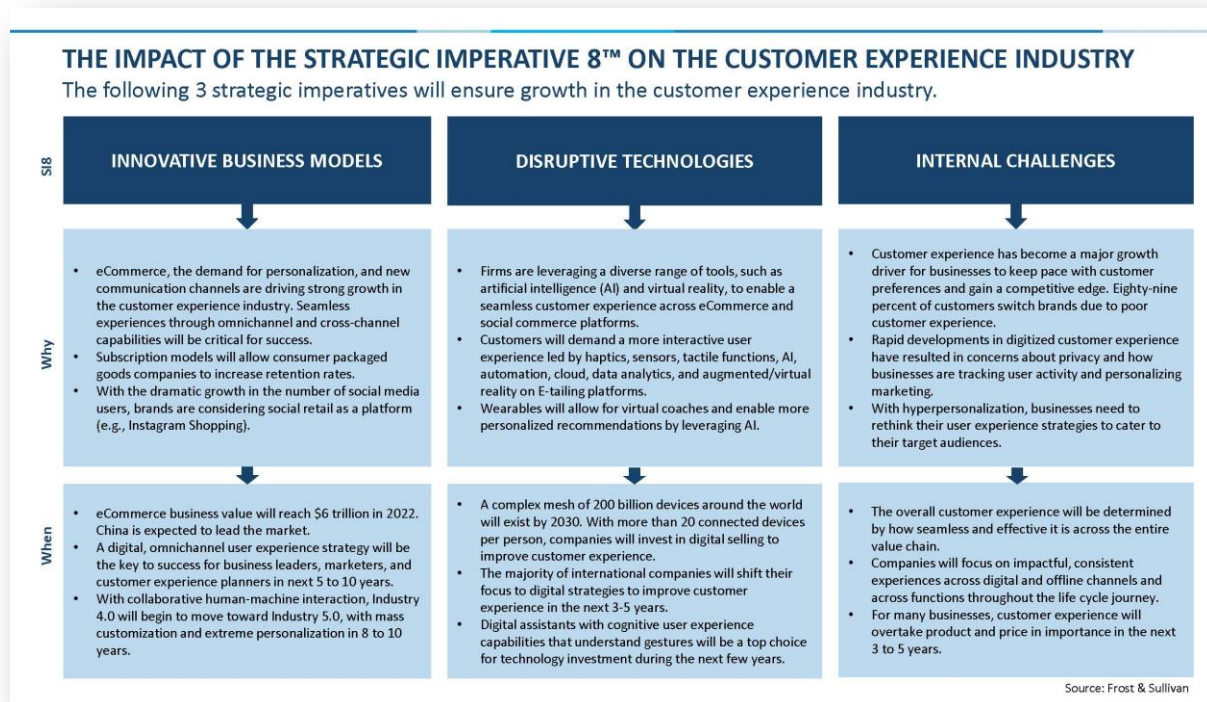 THE IMPACT OF THE STRATEGIC IMPERATIVE 8™ ON THE CUSTOMER EXPERIENCE INDUSTRY
The following 3 strategic imperatives will ensure growth in the customer experience industry.
SI8
INNOVATIVE BUSINESS MODELS
DISRUPTIVE TECHNOLOGIES
INTERNAL CHALLENGES
Why
• eCommerce, the demand for personalization, and new
communication channels are driving strong growth in
the customer experience industry. Seamless
experiences through omnichannel and cross-channel
capabilities will be critical for success.
• Subscription models will allow consumer packaged
goods companies to increase retention rates.
• With the dramatic growth in the number of social media
users, brands are considering social retail as a platform
(e.g., Instagram Shopping).
• Firms are leveraging a diverse range of tools, such as
artificial intelligence (AI) and virtual reality, to enable a
seamless customer experience across eCommerce and
social commerce platforms.
• Customers will demand a more interactive user
experience led by haptics, sensors, tactile functions, AI,
automation, cloud, data analytics, and augmented/virtual
reality on E-tailing platforms.
• Wearables will allow for virtual coaches and enable more
personalized recommendations by leveraging AI.
• Customer experience has become a major growth
driver for businesses to keep pace with customer
preferences and gain a competitive edge. Eighty-nine
percent of customers switch brands due to poor
customer experience.
• Rapid developments in digitized customer experience
have resulted in concerns about privacy and how
businesses are tracking user activity and personalizing
marketing.
• With hyperpersonalization, businesses need to
rethink their user experience strategies to cater to
their target audiences.
When
• eCommerce business value will reach $6 trillion in 2022.
China is expected to lead the market.
• A digital, omnichannel user experience strategy will be
the key to success for business leaders, marketers, and
customer experience planners in next 5 to 10 years.
• With collaborative human-machine interaction, Industry
4.0 will begin to move toward Industry 5.0, with mass
customization and extreme personalization in 8 to 10
years.
• A complex mesh of 200 billion devices around the world
will exist by 2030. With more than 20 connected devices
per person, companies will invest in digital selling to
improve customer experience.
• The majority of international companies will shift their
focus to digital strategies to improve customer
experience in the next 3-5 years.
• Digital assistants with cognitive user experience
capabilities that understand gestures will be a top choice
for technology investment during the next few years.
• The overall customer experience will be determined
by how seamless and effective it is across the entire
value chain.
• Companies will focus on impactful, consistent
experiences across digital and offline channels and
across functions throughout the life cycle journey.
• For many businesses, customer experience will
overtake product and price in importance in the next
3 to 5 years.
Source: Frost & Sullivan